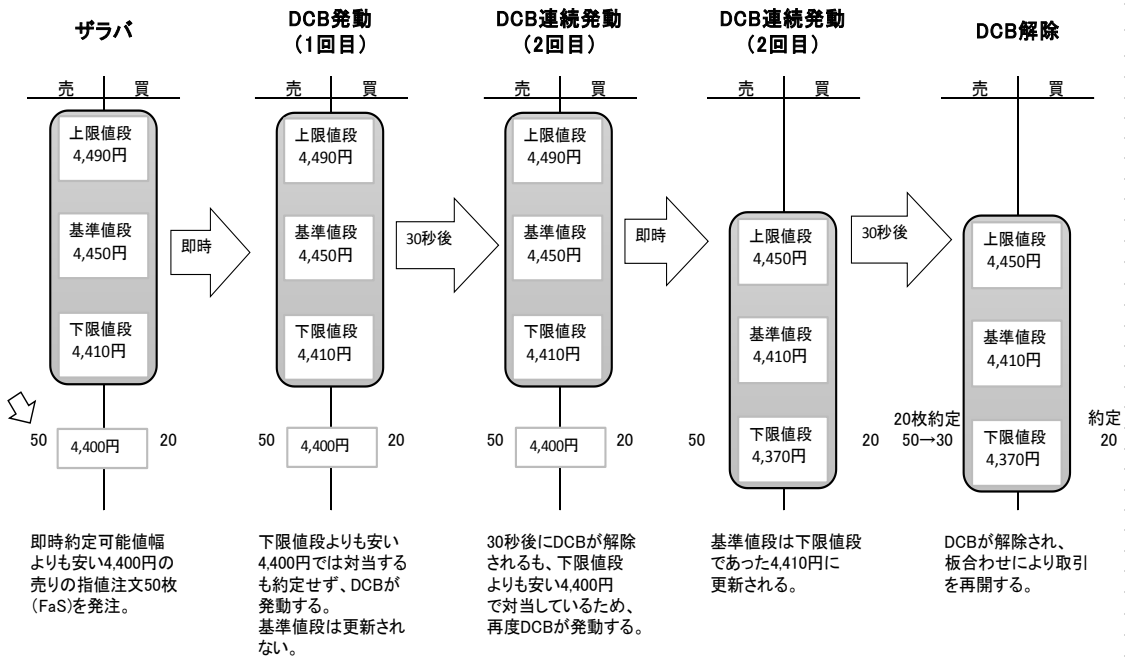 ザラバ
売 買
上限値段
4,490円
基準値段
4,450円
下限値段
4,410円
50 4,400円 20
即時約定可能値幅
よりも安い4,400円の
売りの指値注文50枚
(FaS)を発注。
即時
DCB発動
(1回目)
売 買
上限値段
4,490円
基準値段
4,450円
下限値段
4,410円
50 4,400円 20
下限値段よりも安い
4,400円では対当する
も約定せず、DCBが
発動する。
基準値段は更新され
ない。
30秒後
DCB連続発動
(2回目)
売 買
上限値段
4,490円
基準値段
4,450円
下限値段
4,410円
50 4,400円 20
30秒後にDCBが解除
されるも、下限値段
よりも安い4,400円
で対当しているため、
再度DCBが発動する。
即時
DCB連続発動
(2回目)
売 買
上限値段
4,450円
基準値段
4,410円
50 下限値段 20
4,370円
基準値段は下限値段
であった4,410円に
更新される。
30秒後
DCB解除
売 買
上限値段
4,450円
基準値段
4,410円
20枚約定 約定
50→30 下限値段 20
4,370円
DCBが解除され、
板合わせにより取引
を再開する。